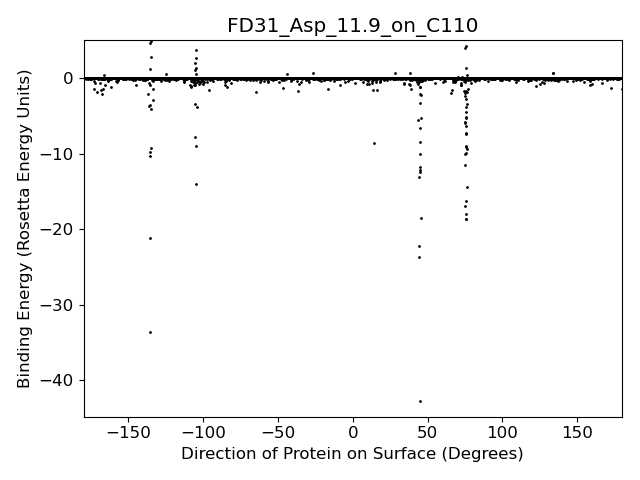 FD31_Asp_11.9_on_C110
Binding Energy (Rosetta Energy Units)
0
−10
−20
−30
−40
−150 −100 −50 0 50 100 150
Direction of Protein on Surface (Degrees)